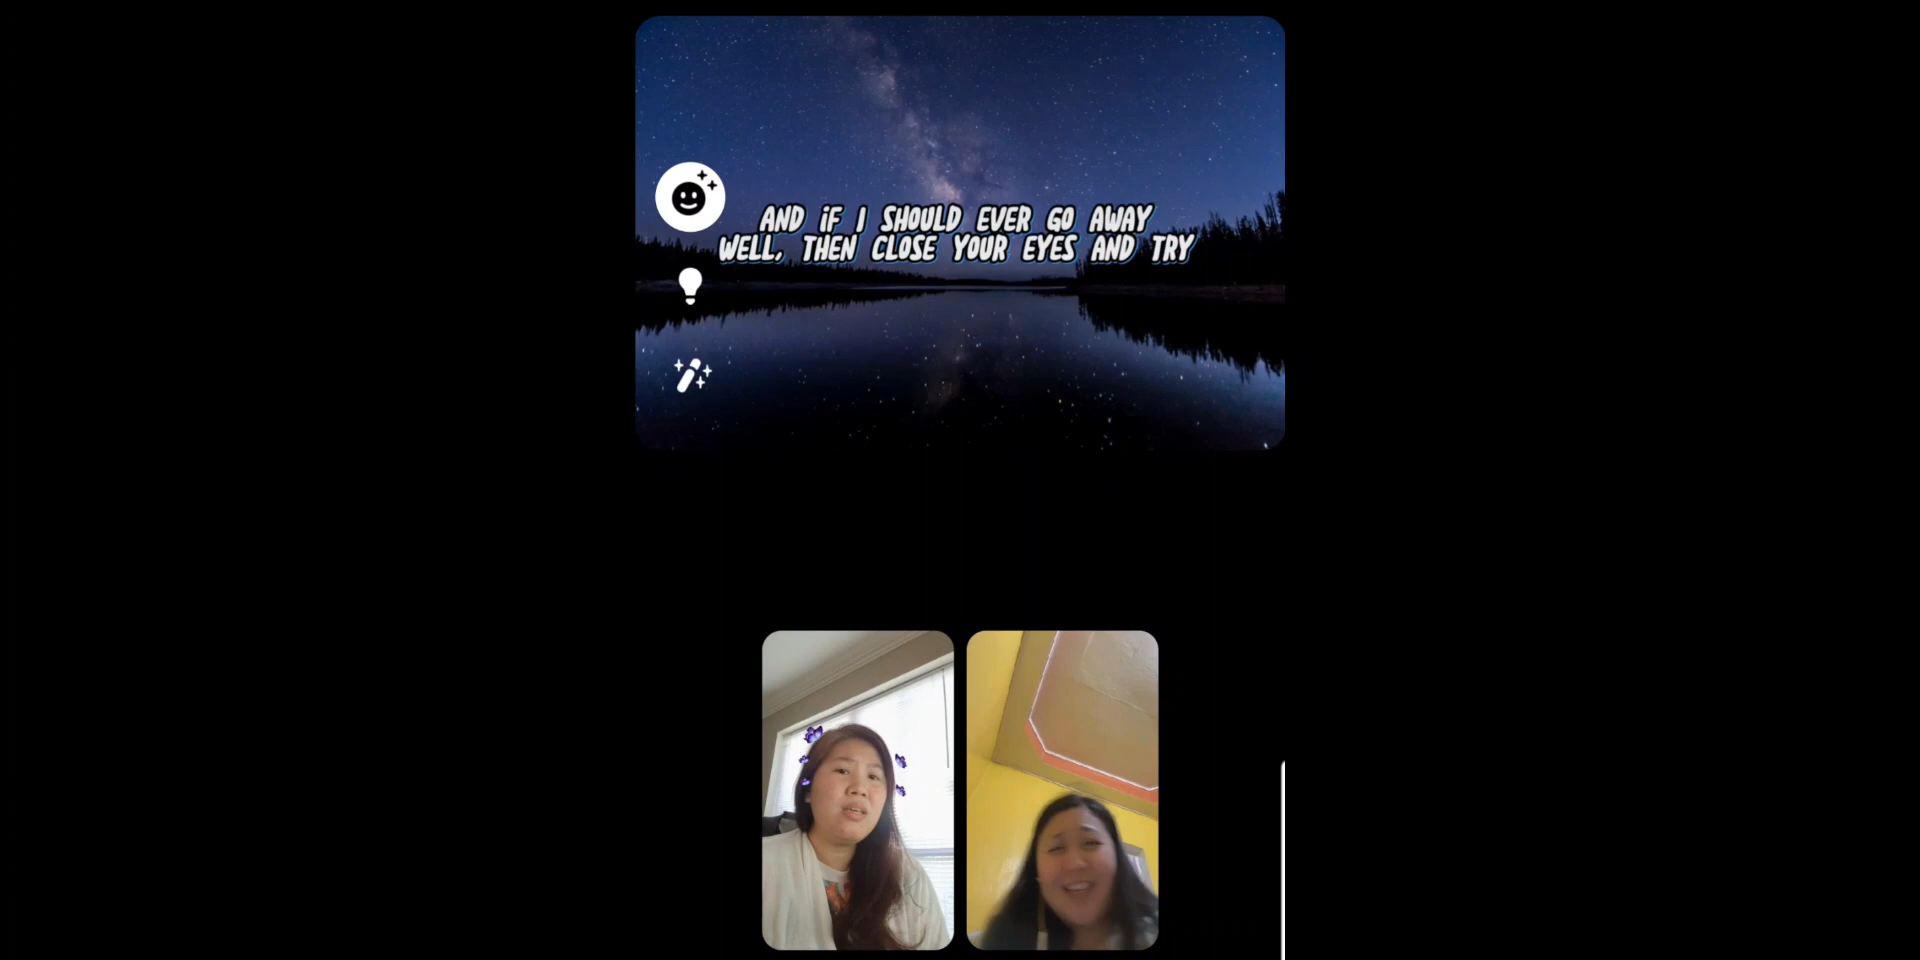 AND iF I SHOULD EVER GO AWAY
WELL, THEN CLOSE YOUR EYES AND TRY